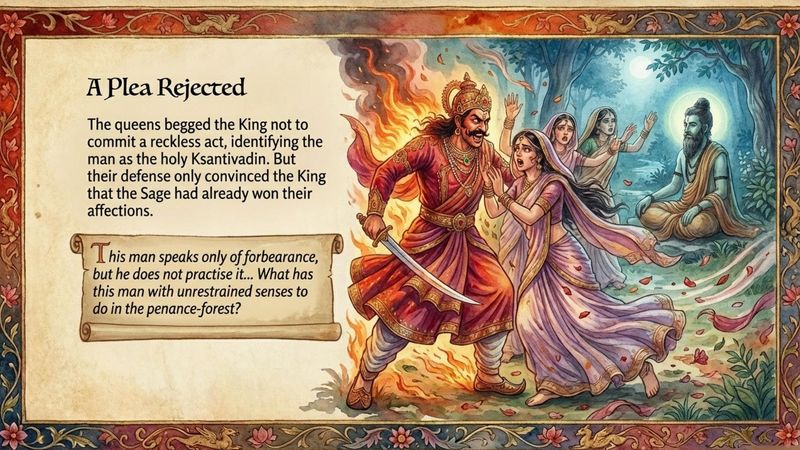 A Plea Rejected
The queens begged the King not to
commit a reckless act, identifying the
man as the holy Ksantivadin. But
their defense only convinced the King
that the Sage had already won their
affections.
This man speaks only of forbearance,
but he does not practise it... What has
this man with unrestrained senses to
do in the penance-forest?